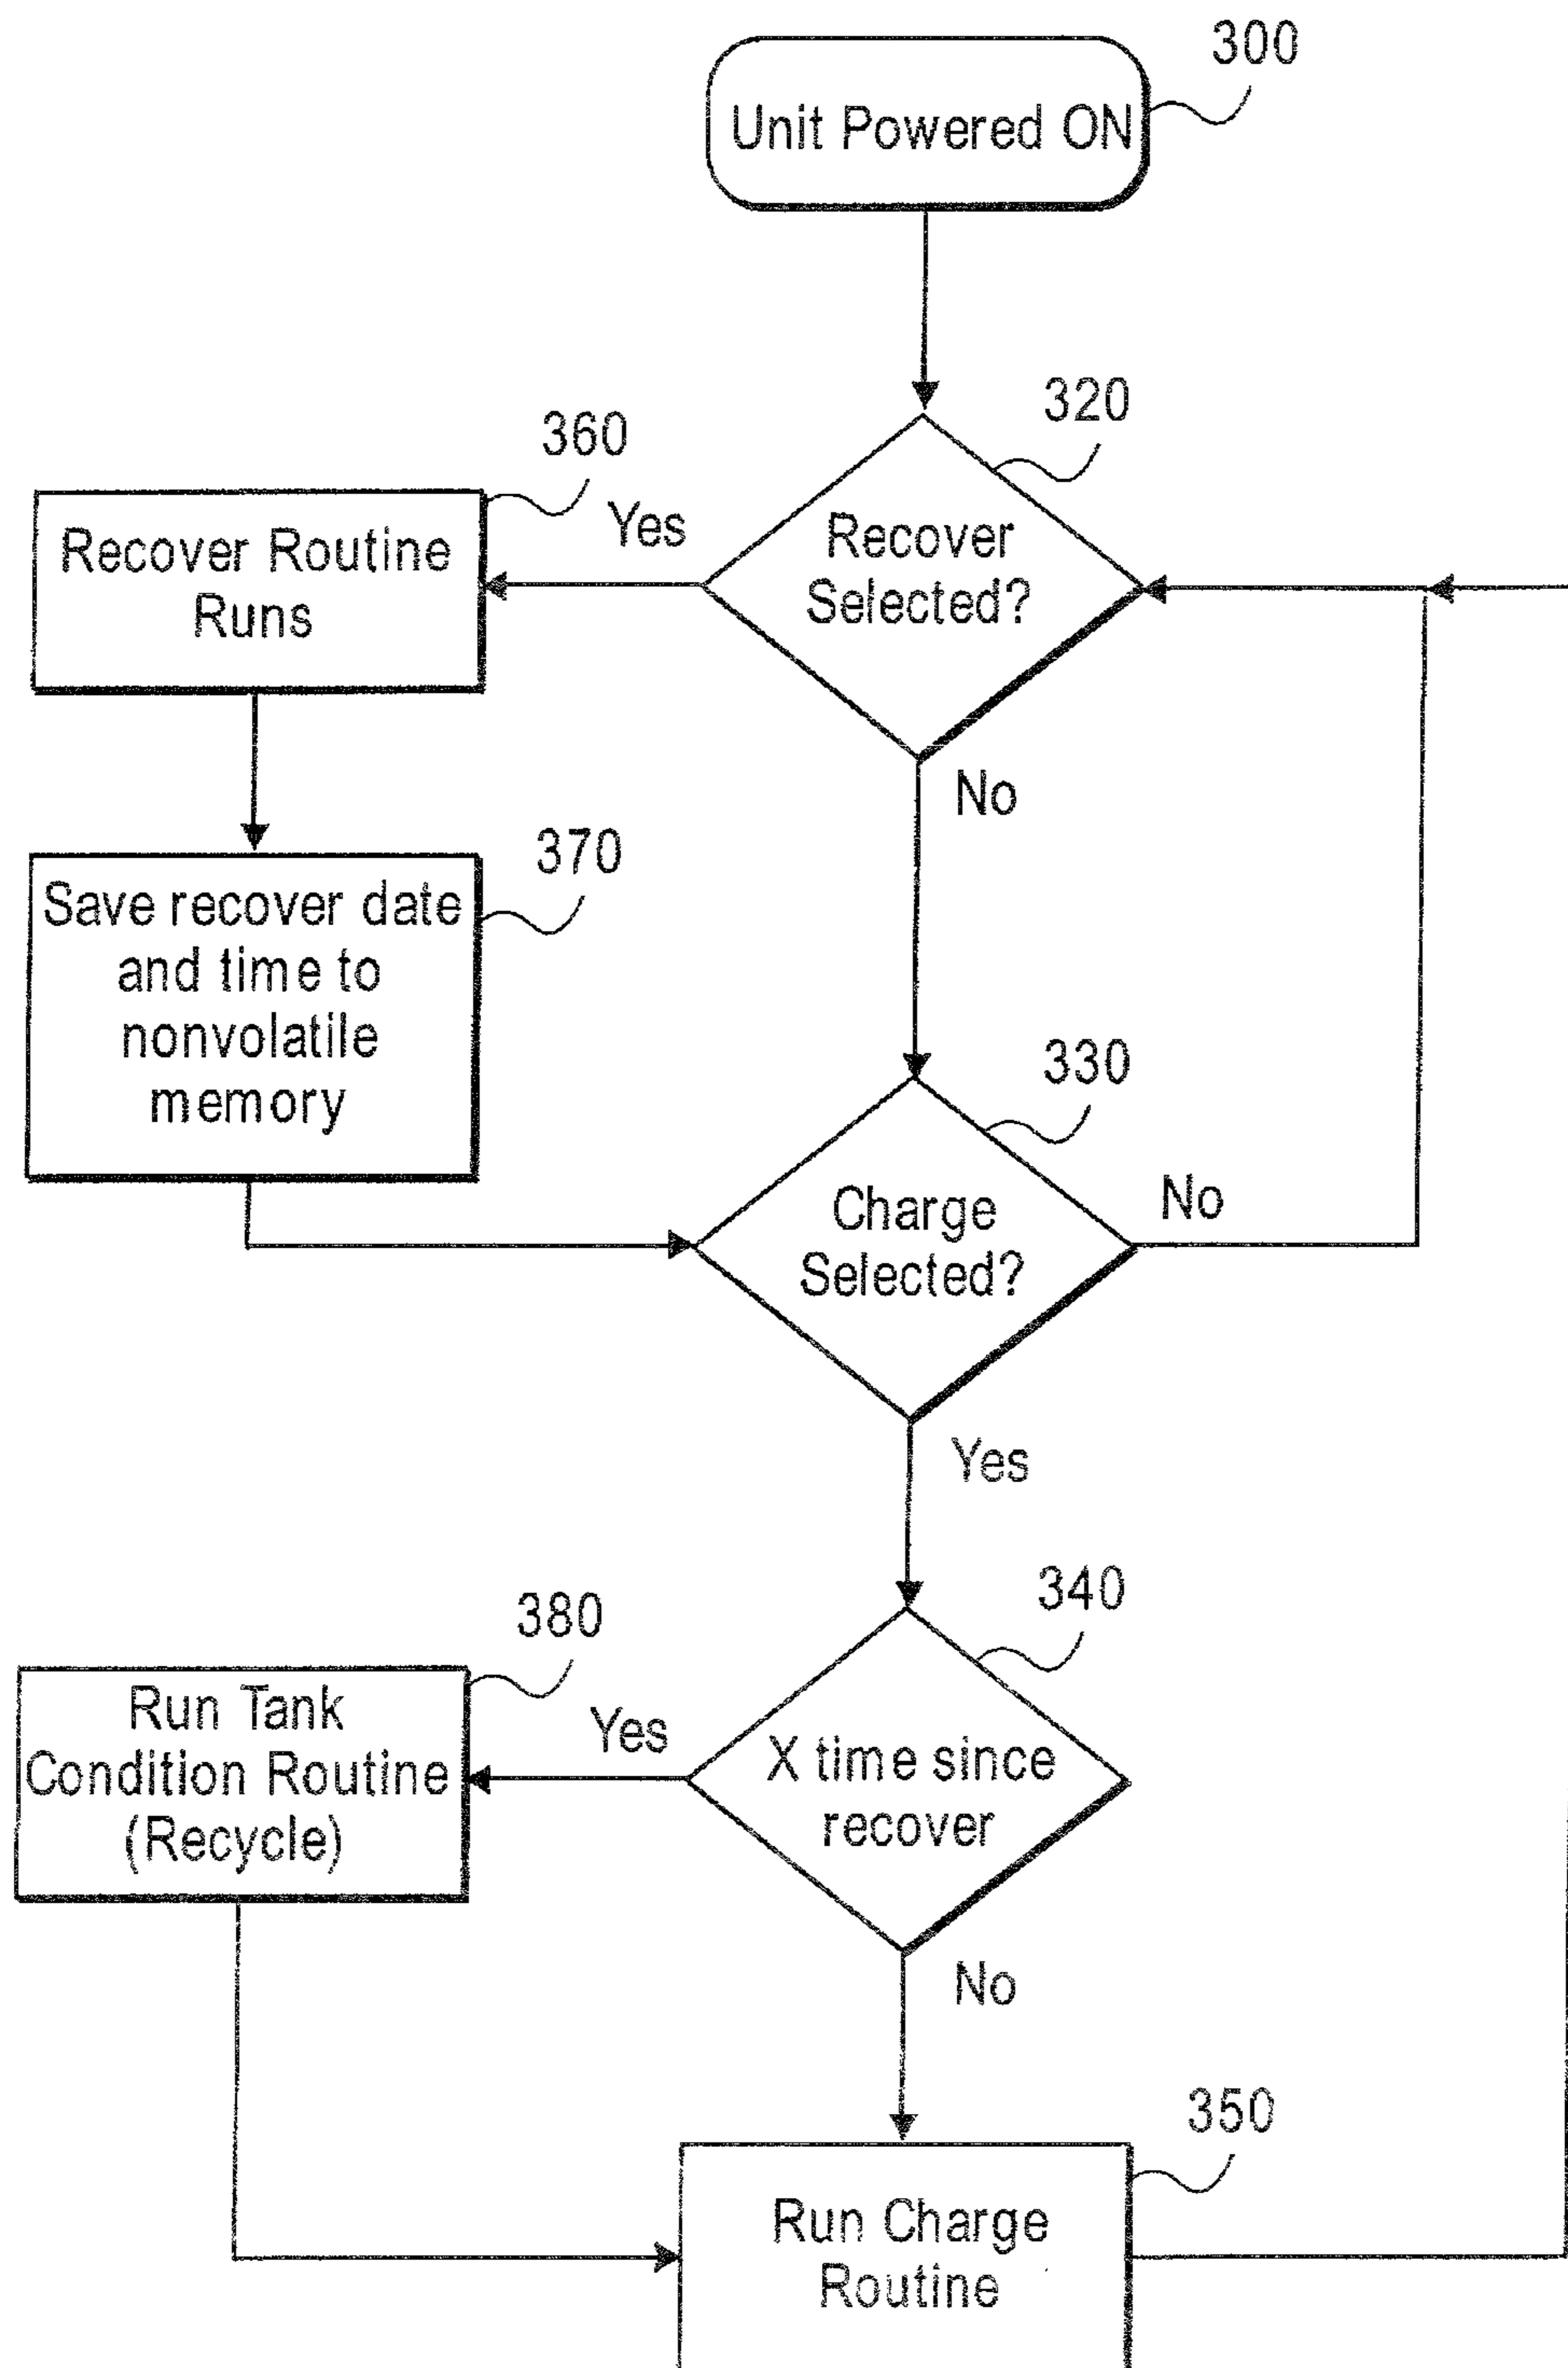 300
Unit Powered ON
320
360
Yes
Recover
Selected?
Recover Routine
Runs
No
370
Save recover date
and time to
nonvolatile
memory
330
No
Charge
Selected?
Yes
340
380
Yes
Run Tank
Condition Routine
(Recycle)
X time since
recover
No
350
Run Charge
Routine